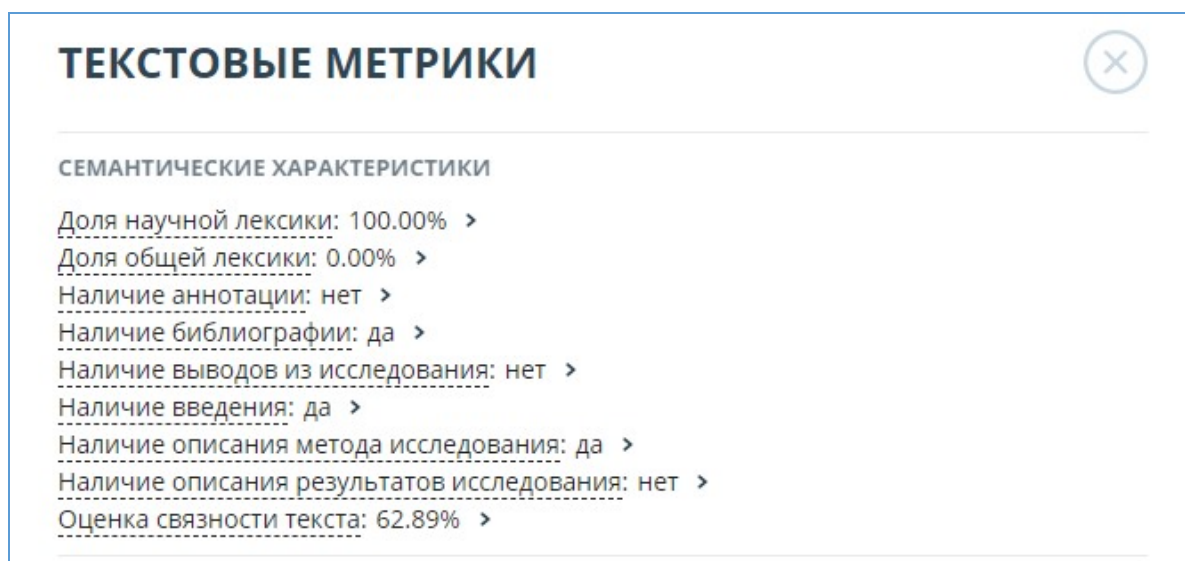 ТЕКСТОВЫЕ МЕТРИКИ
СЕМАНТИЧЕСКИЕ ХАРАКТЕРИСТИКИ
Доля научной лексики: 100.00% >
Доля общей лексики: 0.00% >
Наличие аннотации: нет >
Наличие библиографии: да >
Наличие выводов из исследования: нет >
Наличие введения: да >
Наличие описания метода исследования: да >
Наличие описания результатов исследования: нет >
Оценка связности текста: 62.89% >